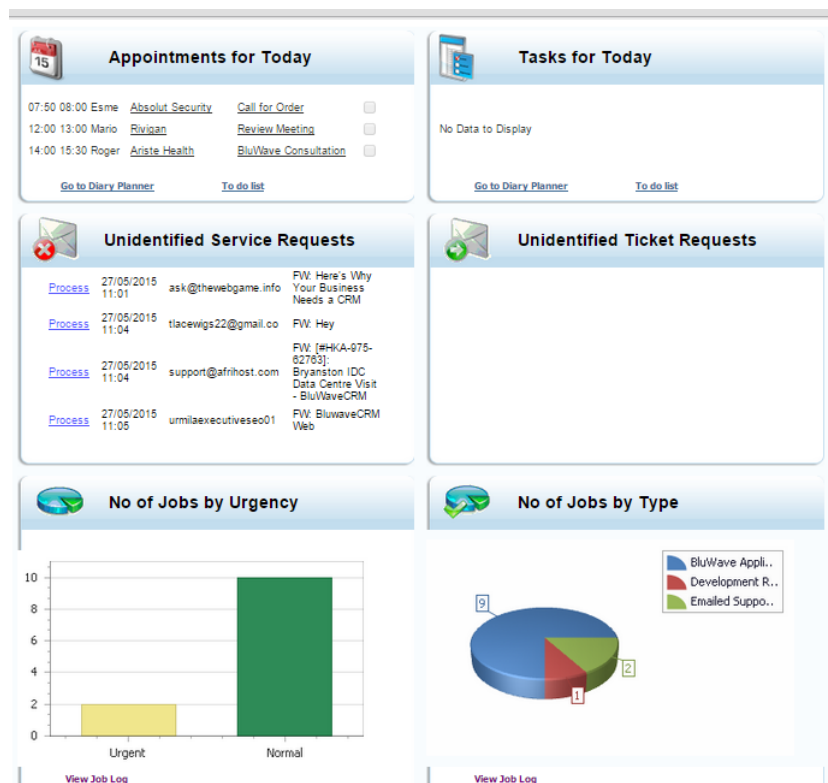 15
Appointments for Today
07:50 08:00 Esme Absolut Security Call for Order
12:00 13:00 Mario Rivigan Review Meeting
14:00 15:30 Roger Ariste Health BluWave Consultation
Go to Diary Planner To do list
Tasks for Today
No Data to Display
Go to Diary Planner To do list
Unidentified Service Requests
Process 27/05/2015 11:01 ask@thewebgame.info FW: Here's Why
Your Business
Needs a CRM
Process 27/05/2015 11:04 tlacewigs22@gmail.co FW: Hey
Process 27/05/2015 11:04 support@afrihost.com FW: [#HKA-975-
62763]:
Bryanston IDC
Data Centre Visit
- BluWaveCRM
Process 27/05/2015 11:05 urmilaexecutiveseo01 FW: BluwaveCRM
Web
Unidentified Ticket Requests
No of Jobs by Urgency
10
8
6
4
2
0
Urgent Normal
View Job Log
No of Jobs by Type
BluWave Appli..
Development R..
Emailed Suppo..
9
2
1
View Job Log